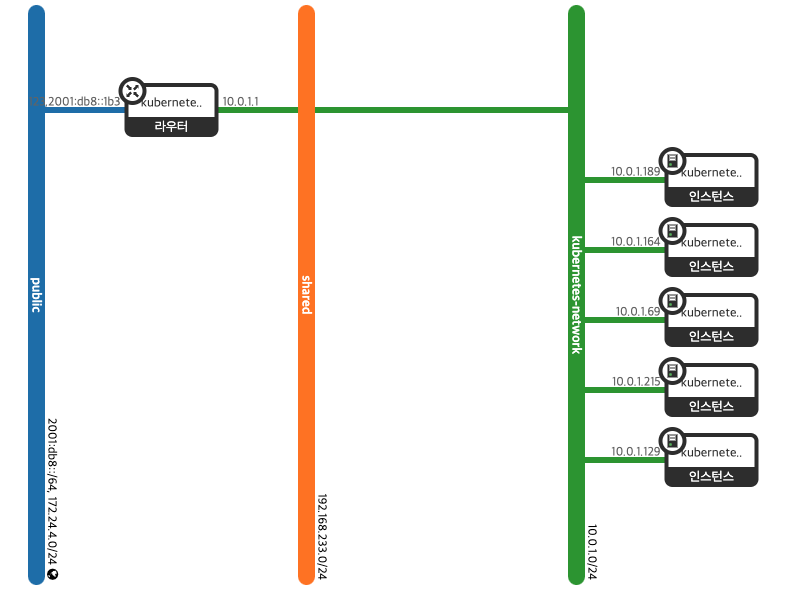 public
2001:db8::/64, 172.24.4.0/24
,2001:db8::1b3
kubernete..
라우터
10.0.1.1
shared
192.168.233.0/24
kubernetes-network
10.0.1.0/24
10.0.1.189
kubernete..
인스턴스
10.0.1.164
kubernete..
인스턴스
10.0.1.69
kubernete..
인스턴스
10.0.1.215
kubernete..
인스턴스
10.0.1.129
kubernete..
인스턴스